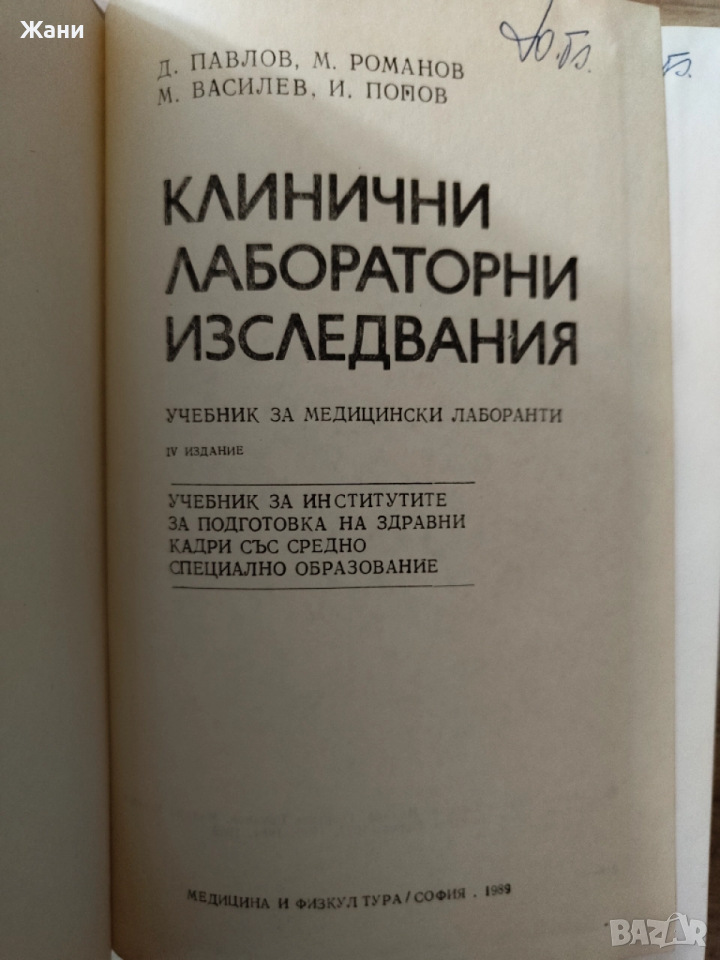 Жани
Д. ПАВЛОВ, М. РОМАНОВ
М. ВАСИЛЕВ, И. ПОПОВ
КЛИНИЧНИ
ЛАБОРАТОРНИ
ИЗСЛЕДВАНИЯ
УЧЕБНИК ЗА МЕДИЦИНСКИ ЛАБОРАНТИ
IV ИЗДАНИЕ
УЧЕБНИК ЗА ИНСТИТУТИТЕ
ЗА ПОДГОТОВКА НА ЗДРАВНИ
КАДРИ СЪС СРЕДНО
СПЕЦИАЛНО ОБРАЗОВАНИЕ
МЕДИЦИНА И ФИЗКУЛТУРА/СОФИЯ . 1989
BAZAR